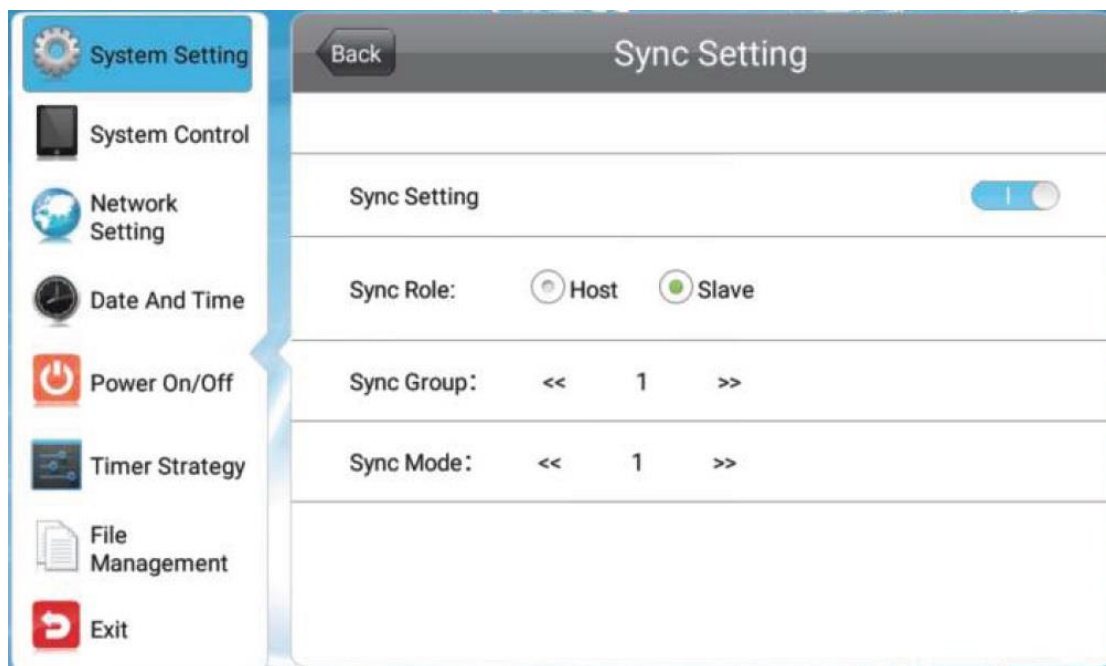 System Setting
System Control
Network
Setting
Date And Time
Power On/Off
Timer Strategy
File
Management
Exit
Back
Sync Setting
Sync Setting
Sync Role: Host Slave
Sync Group: << 1 >>
Sync Mode: << 1 >>